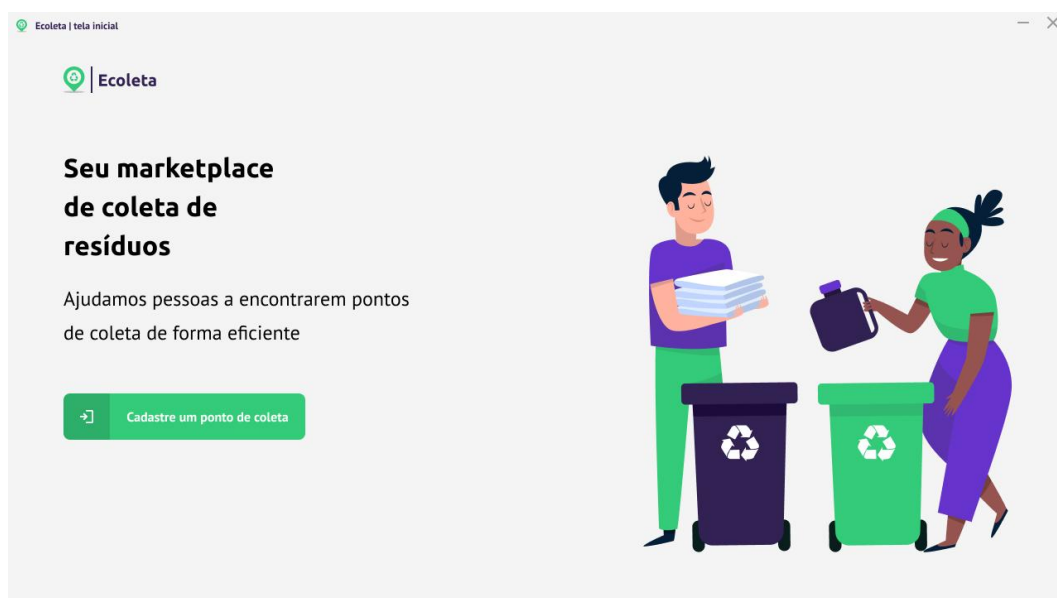 Ecoleta | tela inicial
Ecoleta
Seu marketplace
de coleta de
resíduos
Ajudamos pessoas a encontrarem pontos
de coleta de forma eficiente
Cadastre um ponto de coleta